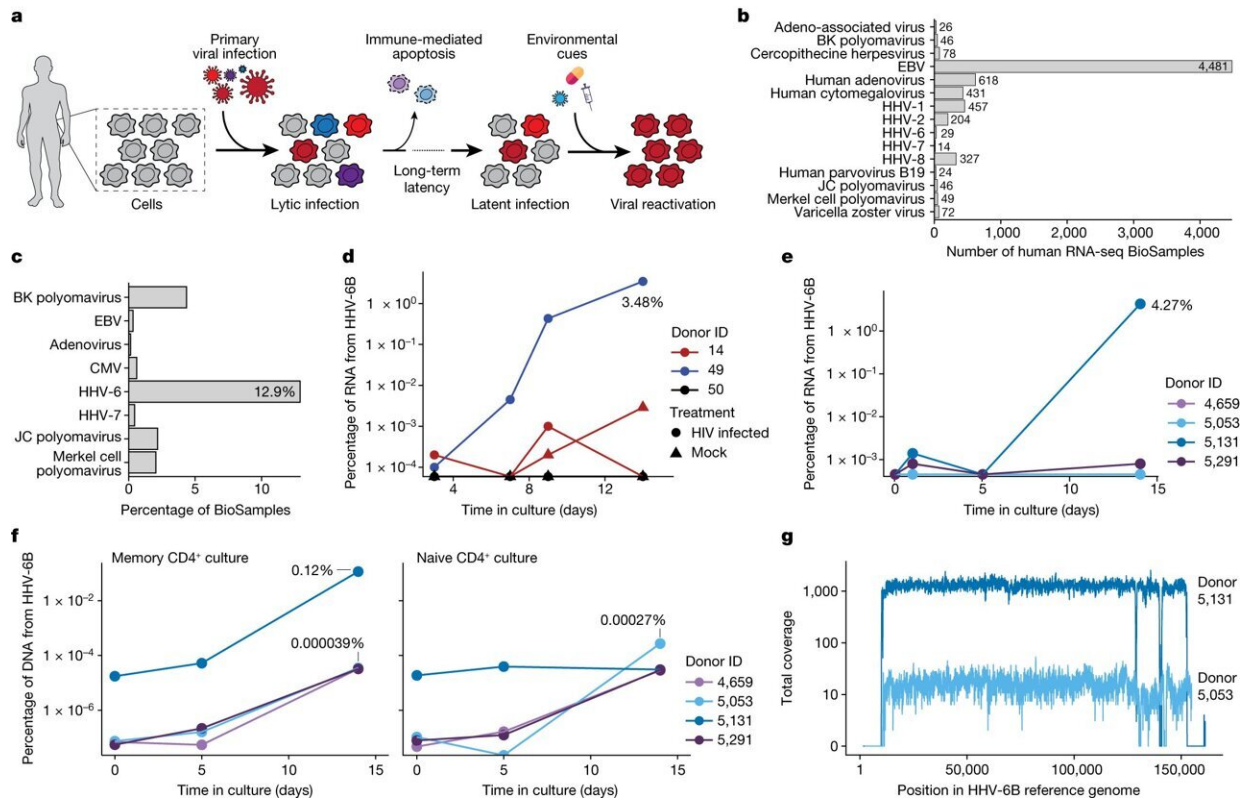 a
Primary
viral infection
Immune-mediated
apoptosis
Environmental
cues
Long-term
latency
Cells
Lytic infection
Latent infection
Viral reactivation
b
Adeno-associated virus
26
BK polyomavirus
46
Cercopithecine herpesvirus
78
EBV
4,481
Human adenovirus
618
Human cytomegalovirus
431
HHV-1
457
HHV-2
204
HHV-6
29
HHV-7
14
HHV-8
327
Human parvovirus B19
24
JC polyomavirus
46
Merkel cell polyomavirus
49
Varicella zoster virus
72
0
1,000
2,000
3,000
4,000
Number of human RNA-seq BioSamples
c
BK polyomavirus
EBV
Adenovirus
CMV
HHV-6
12.9%
HHV-7
JC polyomavirus
Merkel cell
polyomavirus
0
5
10
Percentage of BioSamples
d
Percentage of RNA from HHV-6B
1 × 10⁰
1 × 10⁻¹
1 × 10⁻²
1 × 10⁻³
1 × 10⁻⁴
3.48%
4
8
12
16
Time in culture (days)
Donor ID
14
49
50
Treatment
HIV infected
Mock
e
Percentage of RNA from HHV-6B
1 × 10⁰
1 × 10⁻¹
1 × 10⁻²
1 × 10⁻³
4.27%
0
5
10
15
Time in culture (days)
Donor ID
4,659
5,053
5,131
5,291
f
Percentage of DNA from HHV-6B
Memory CD4⁺ culture
1 × 10⁻²
1 × 10⁻⁴
1 × 10⁻⁶
0.12%
0.000039%
0
5
10
15
Time in culture (days)
Naive CD4⁺ culture
0.00027%
0
5
10
15
Time in culture (days)
Donor ID
4,659
5,053
5,131
5,291
g
Total coverage
1,000
100
10
0
Donor
5,131
Donor
5,053
1
50,000
100,000
150,000
Position in HHV-6B reference genome